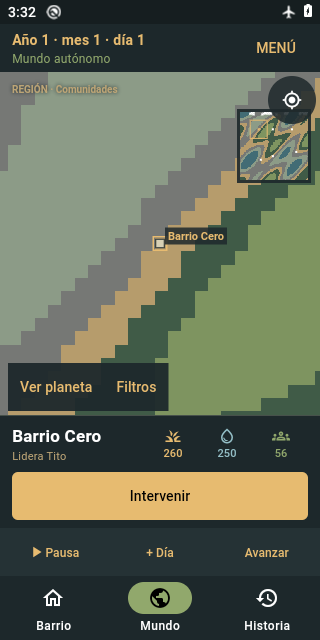 3:32
Año 1 · mes 1 · día 1
Mundo autónomo
MENÚ
REGIÓN · Comunidades
Barrio Cero
Ver planeta
Filtros
Barrio Cero
Lidera Tito
260
250
56
Intervenir
Pausa
+ Día
Avanzar
Barrio
Mundo
Historia